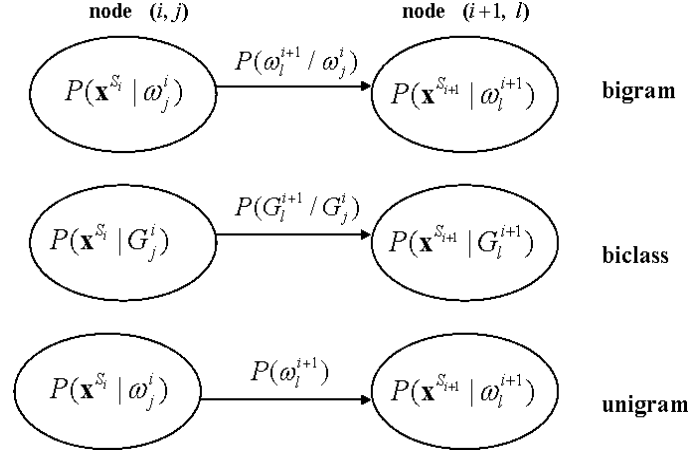 node (i, j) node (i+1, l)
P(ω_l^{i+1} / ω_j^i)
P(𝐱^{S_i} | ω_j^i) P(𝐱^{S_{i+1}} | ω_l^{i+1}) bigram
P(G_l^{i+1} / G_j^i)
P(𝐱^{S_i} | G_j^i) P(𝐱^{S_{i+1}} | G_l^{i+1}) biclass
P(ω_l^{i+1})
P(𝐱^{S_i} | ω_j^i) P(𝐱^{S_{i+1}} | ω_l^{i+1}) unigram